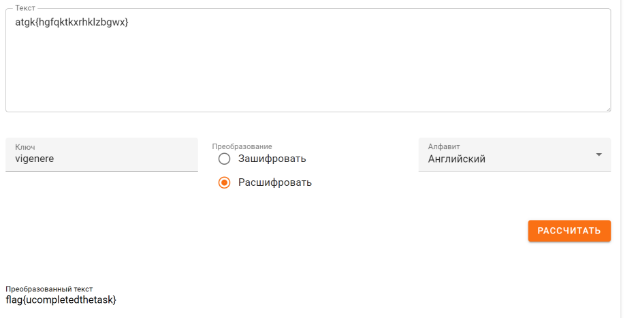 Текст
atgk{hgfqktkxrhklzbgwx}
Ключ
vigenere
Преобразование
Зашифровать
Расшифровать
Алфавит
Английский
РАССЧИТАТЬ
Преобразованный текст
flag{ucompletedthetask}